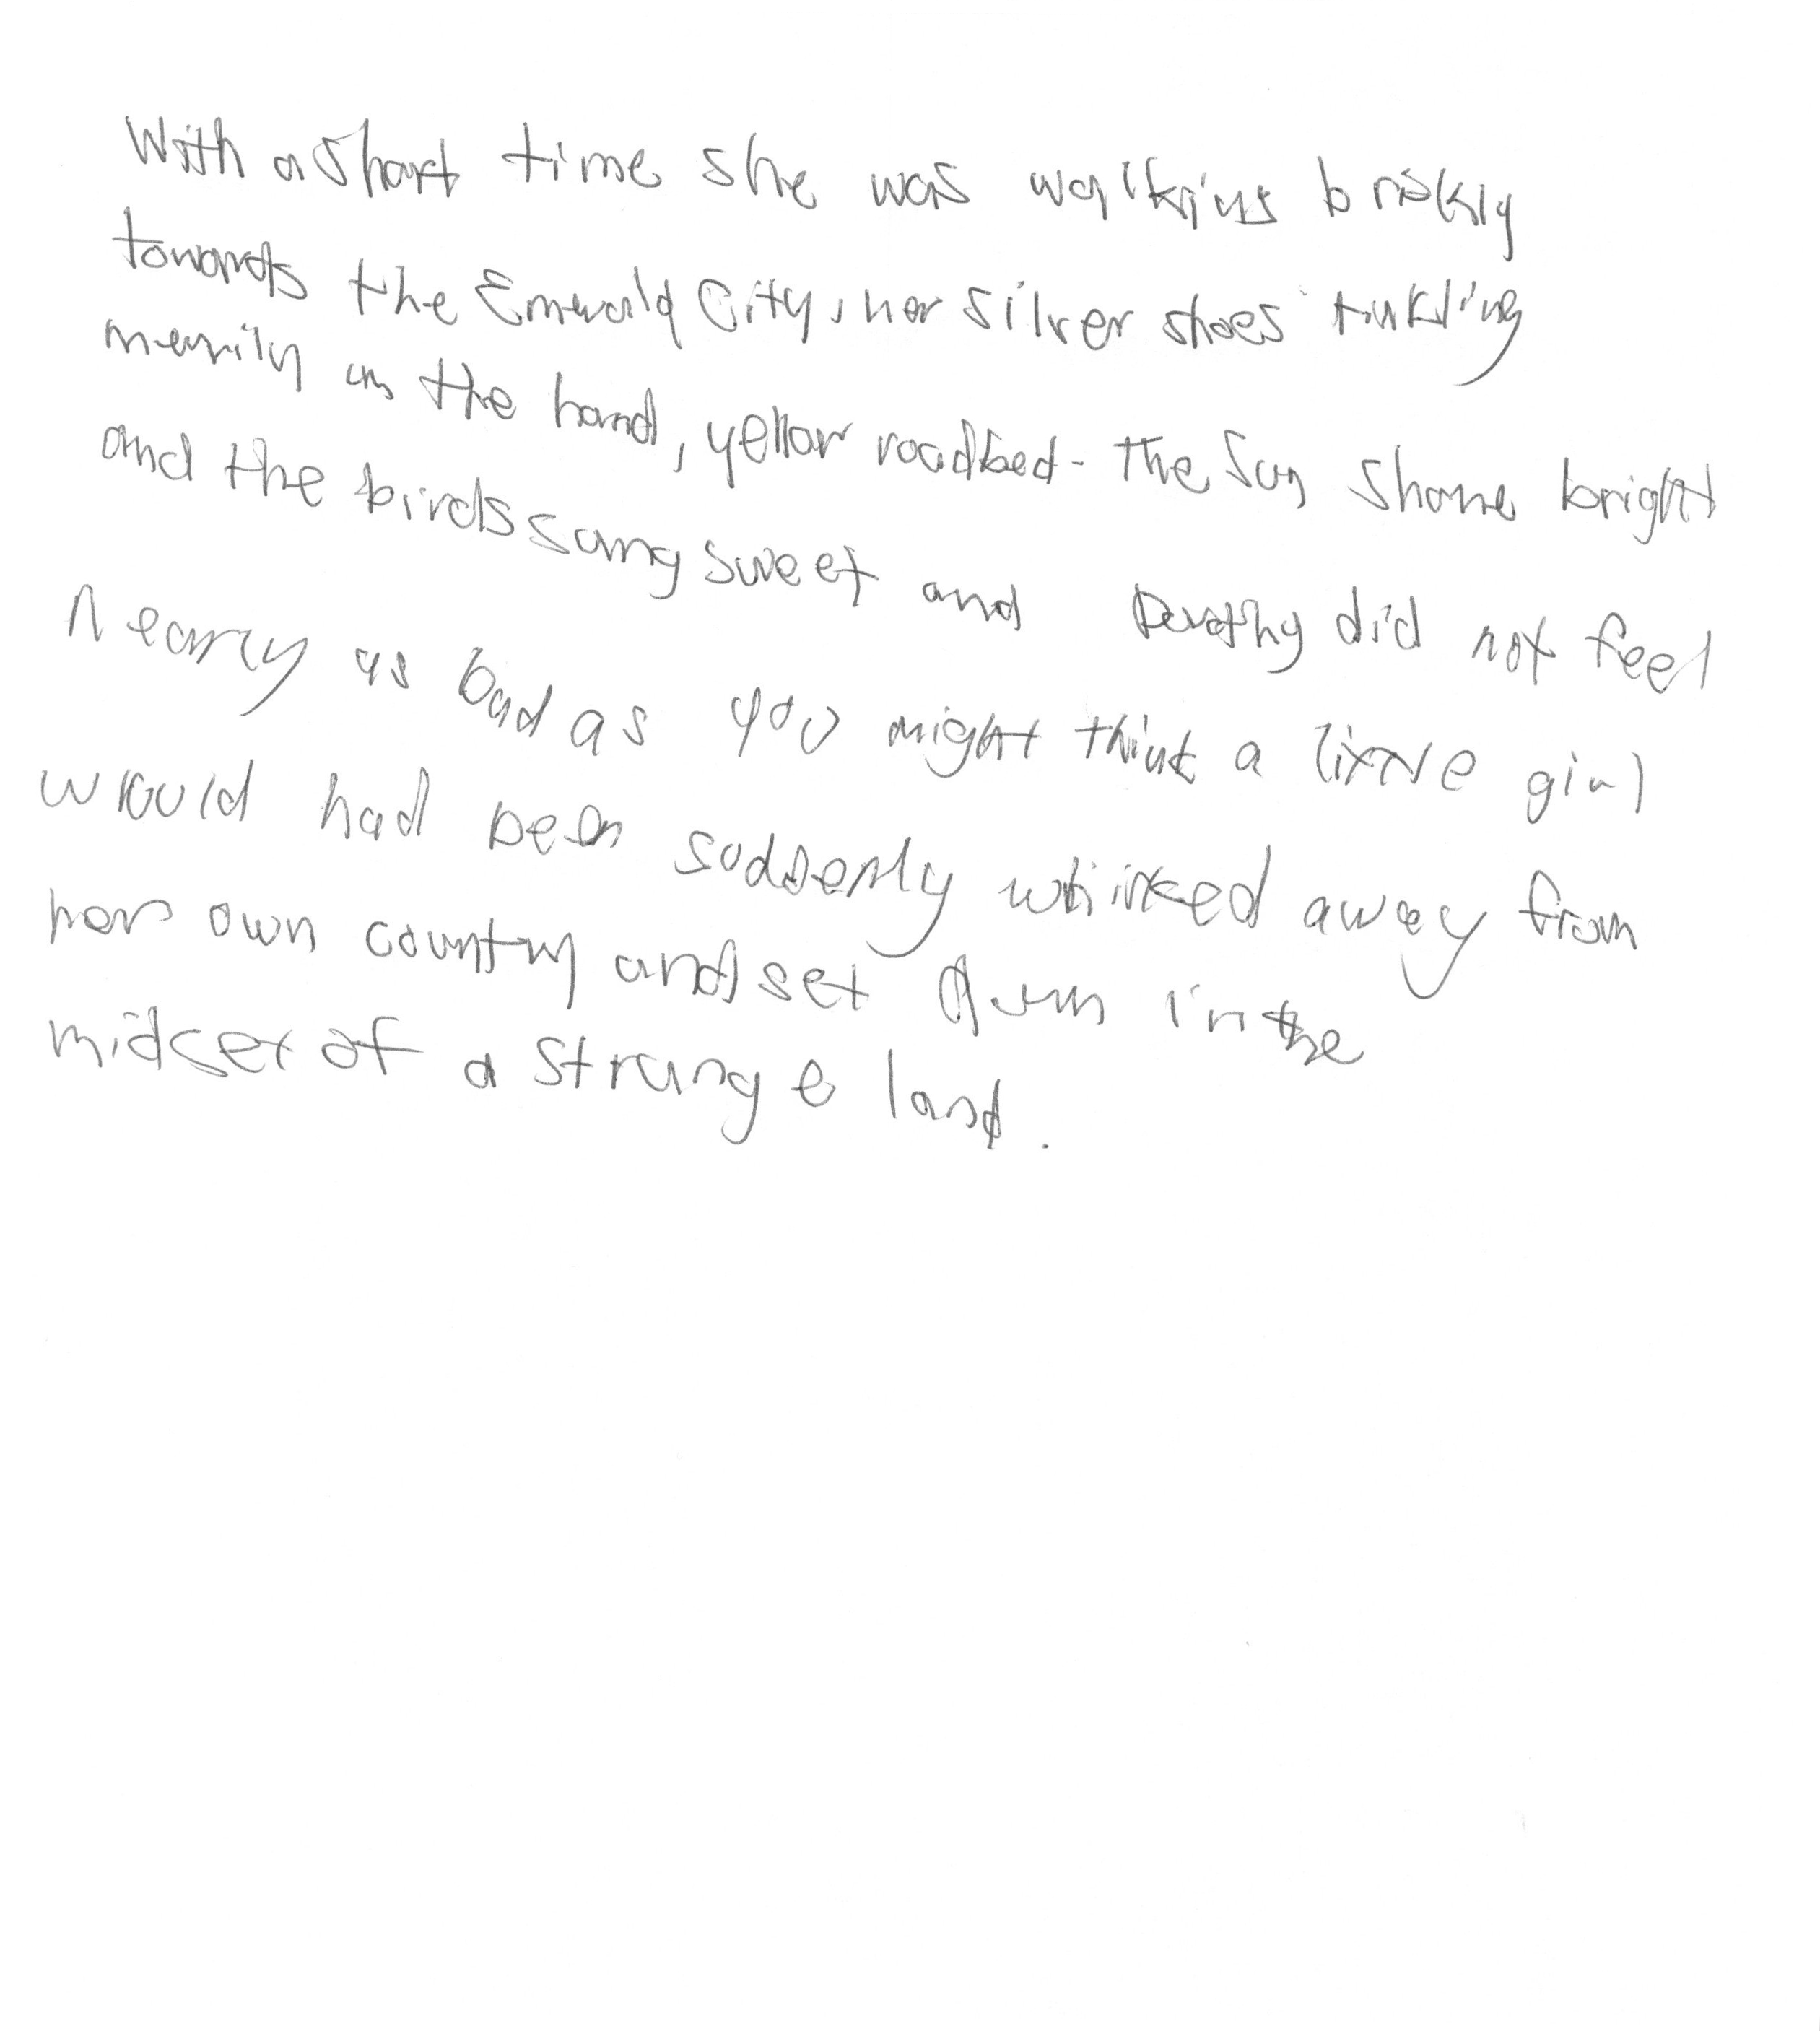 With a short time she was walking briskly
towards the Emerald City, her silver shoes tinkling
merrily on the hard, yellow roadbed. The sun shone bright
and the birds sang sweet and Dorothy did not feel
nearly as bad as you might think a little girl
would had been suddenly whisked away from
her own country and set down in the
midset of a strange land.